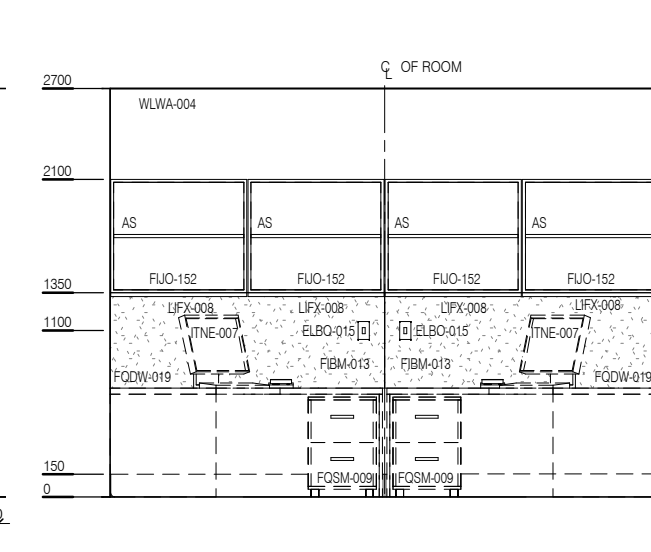 CL OF ROOM
2700
WLWA-004
2100
AS AS AS AS
FIJO-152 FIJO-152 FIJO-152 FIJO-152
1350
LIFX-008 LIFX-008 LIFX-008 LIFX-008
1100
ITNE-007 ELBO-015 ELBO-015 ITNE-007
FIBM-013 FIBM-013
FQDW-019 FQDW-019
150
FQSM-009 FQSM-009
0